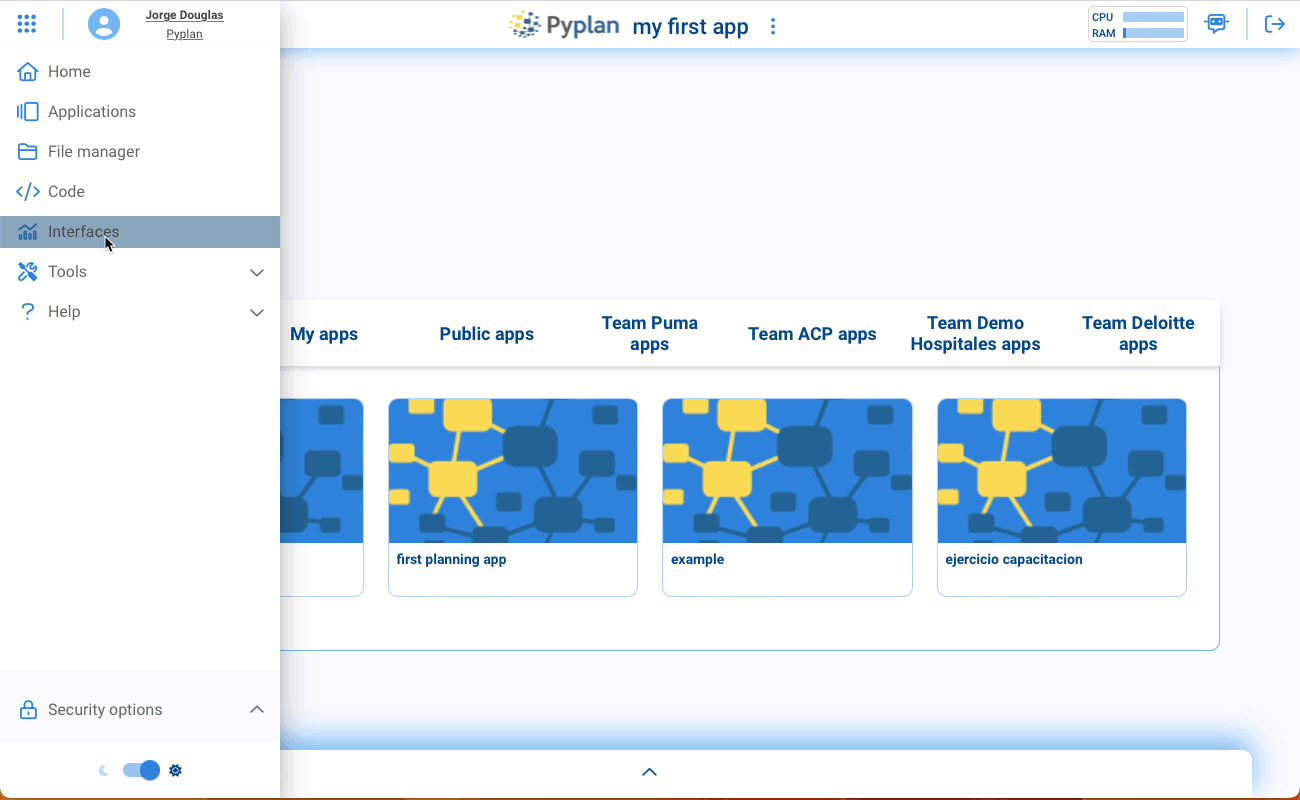 Jorge Douglas
Pyplan
Pyplan my first app
CPU
RAM
Home
Applications
File manager
Code
Interfaces
Tools
Help
Security options
My apps
Public apps
Team Puma
apps
Team ACP apps
Team Demo
Hospitales apps
Team Deloitte
apps
first planning app
example
ejercicio capacitacion